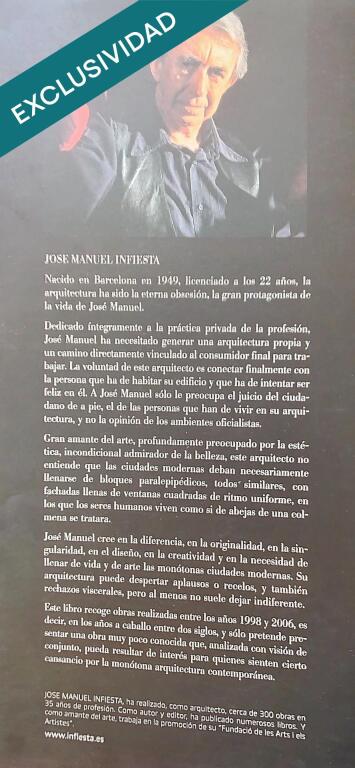 EXCLUSIVIDAD
JOSE MANUEL INFIESTA
Nacido en Barcelona en 1949, licenciado a los 22 años, la
arquitectura ha sido la eterna obsesión, la gran protagonista de
la vida de José Manuel.
Dedicado íntegramente a la práctica privada de la profesión,
José Manuel ha necesitado generar una arquitectura propia y
un camino directamente vinculado al consumidor final para tra-
bajar. La voluntad de este arquitecto es conectar finalmente con
la persona que ha de habitar su edificio y que ha de intentar ser
feliz en él. A José Manuel sólo le preocupa el juicio del ciuda-
dano de a pie, el de las personas que han de vivir en su arqui-
tectura, y no la opinión de los ambientes oficialistas.
Gran amante del arte, profundamente preocupado por la esté-
tica, incondicional admirador de la belleza, este arquitecto no
entiende que las ciudades modernas deban necesariamente
llenarse de bloques paralepipédicos, todos similares, con
fachadas llenas de ventanas cuadradas de ritmo uniforme, en
los que los seres humanos viven como si de abejas de una col-
mena se tratara.
José Manuel cree en la diferencia, en la originalidad, en la sin-
gularidad, en el diseño, en la creatividad y en la necesidad de
llenar de vida y de arte las monótonas ciudades modernas. Su
arquitectura puede despertar aplausos o recelos, y también
rechazos viscerales, pero al menos no suele dejar indiferente.
Este libro recoge obras realizadas entre los años 1998 y 2006, es
decir, en los años a caballo entre dos siglos, y sólo pretende pre-
sentar una obra muy poco conocida que, analizada con visión de
conjunto, pueda resultar de interés para quienes sienten cierto
cansancio por la monótona arquitectura contemporánea.
JOSE MANUEL INFIESTA, ha realizado, como arquitecto, cerca de 300 obras en
35 años de profesión. Como autor y editor, ha publicado numerosos libros. Y
como amante del arte, trabaja en la promoción de su "Fundació de les Arts i els
Artistes".
www.infiesta.es